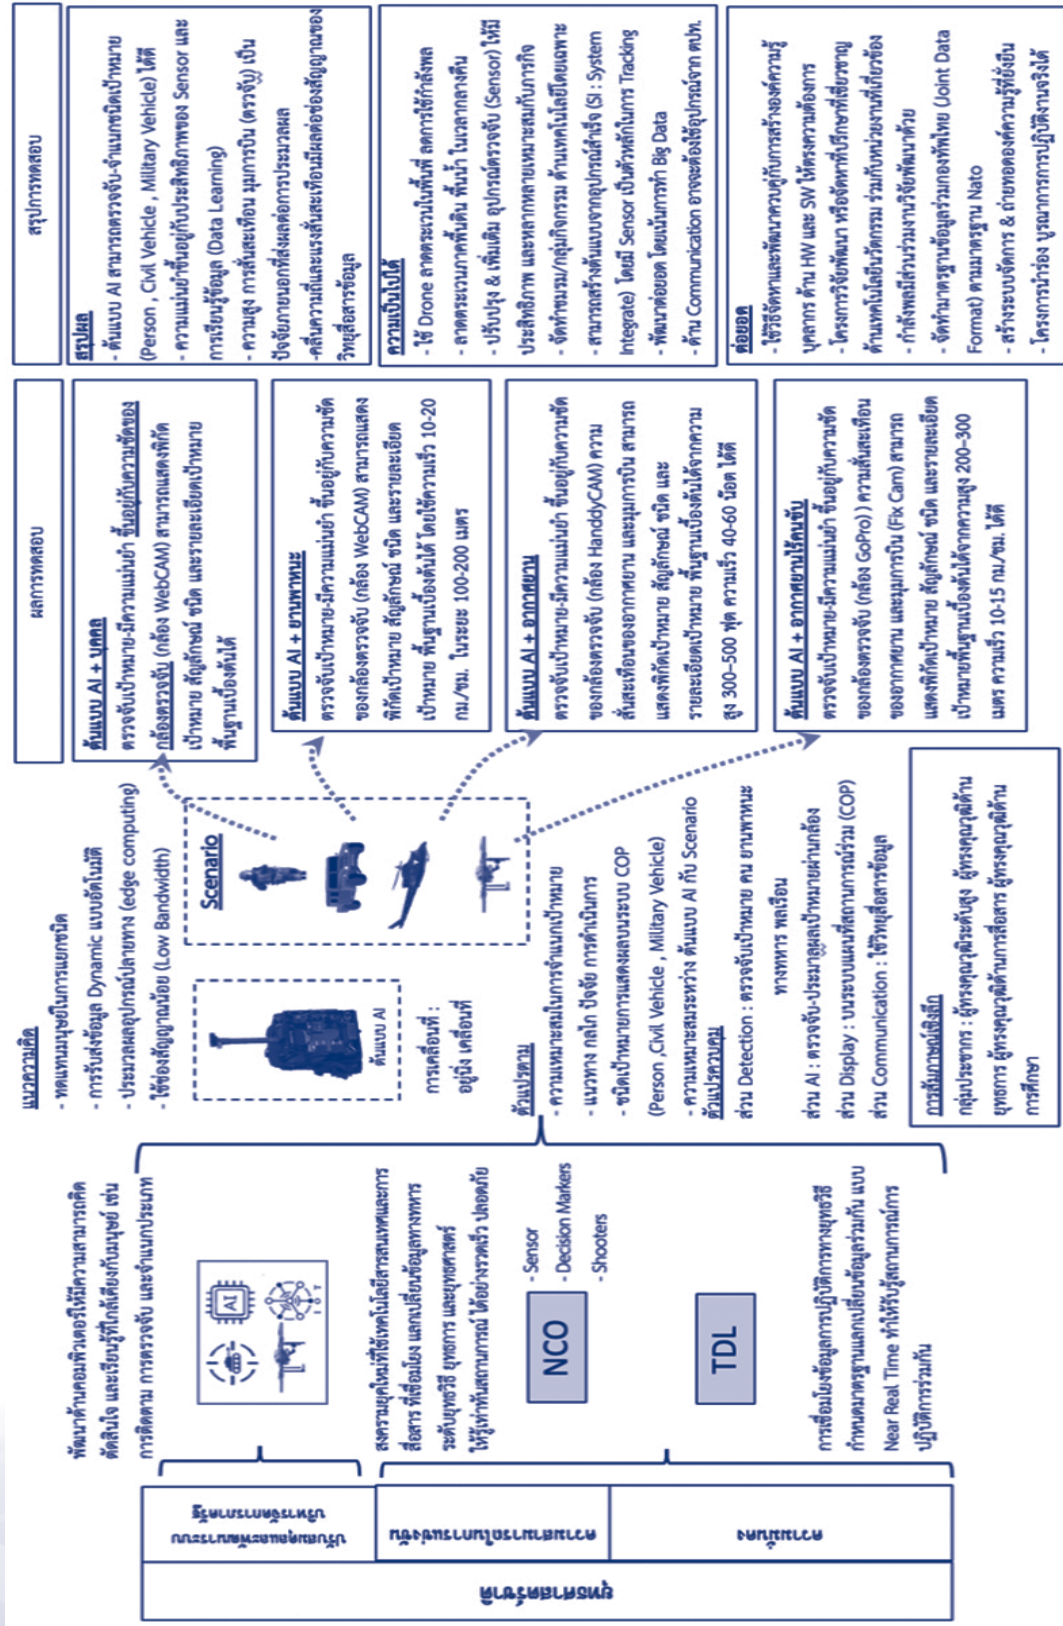 ยุทธศาสตร์ชาติ
ปรับสมดุลและพัฒนาระบบ
บริหารจัดการภาครัฐ
ความสามารถในการแข่งขัน
ความมั่นคง
พัฒนาด้านคอมพิวเตอร์ให้มีความสามารถคิด
ตัดสินใจ และเรียนรู้ที่ใกล้เคียงกับมนุษย์ เช่น
การติดตาม การตรวจจับ และจำแนกประเภท
AI
IOT
สงครามยุคใหม่ที่ใช้เทคโนโลยีสารสนเทศและการ
สื่อสาร ที่เชื่อมโยง แลกเปลี่ยนข้อมูลทางทหาร
ระดับยุทธวิธี ยุทธการ และยุทธศาสตร์
ให้รู้เท่าทันสถานการณ์ ได้อย่างรวดเร็ว ปลอดภัย
NCO
- Sensor
- Decision Markers
- Shooters
TDL
การเชื่อมโยงข้อมูลการปฏิบัติการทางยุทธวิธี
กำหนดมาตรฐานแลกเปลี่ยนข้อมูลร่วมกัน แบบ
Near Real Time ทำให้รับรู้สถานการณ์การ
ปฏิบัติการร่วมกัน
แนวความคิด
- ทดแทนมนุษย์ในการแยกชนิด
- การรับส่งข้อมูล Dynamic แบบอัตโนมัติ
- ประมวลผลอุปกรณ์ปลายทาง (edge computing)
- ใช้ช่องสัญญาณน้อย (Low Bandwidth)
ต้นแบบ AI
การเคลื่อนที่ :
อยู่นิ่ง เคลื่อนที่
Scenario
ตัวแปรตาม
- ความเหมาะสมในการจำแนกเป้าหมาย
- แนวทาง กลไก ปัจจัย การดำเนินการ
- ชนิดเป้าหมายการแสดงผลบนระบบ COP
(Person ,Civil Vehicle , Military Vehicle)
- ความเหมาะสมระหว่าง ต้นแบบ AI กับ Scenario
ตัวแปรควบคุม
ส่วน Detection : ตรวจจับเป้าหมาย คน ยานพาหนะ
ทางทหาร พลเรือน
ส่วน AI : ตรวจจับ-ประมวลผลเป้าหมายผ่านกล้อง
ส่วน Display : บนระบบแผนที่สถานการณ์ร่วม (COP)
ส่วน Communication : ใช้วิทยุสื่อสารข้อมูล
การสัมภาษณ์เชิงลึก
กลุ่มประชากร : ผู้ทรงคุณวุฒิระดับสูง ผู้ทรงคุณวุฒิด้าน
ยุทธการ ผู้ทรงคุณวุฒิด้านการสื่อสาร ผู้ทรงคุณวุฒิด้าน
การศึกษา
ผลการทดสอบ
ต้นแบบ AI + บุคคล
ตรวจจับเป้าหมาย-มีความแม่นยำ ขึ้นอยู่กับความชัดของ
กล้องตรวจจับ (กล้อง WebCAM) สามารถแสดงพิกัด
เป้าหมาย สัญลักษณ์ ชนิด และรายละเอียดเป้าหมาย
พื้นฐานเบื้องต้นได้
ต้นแบบ AI + ยานพาหนะ
ตรวจจับเป้าหมาย-มีความแม่นยำ ขึ้นอยู่กับความชัด
ของกล้องตรวจจับ (กล้อง WebCAM) สามารถแสดง
พิกัดเป้าหมาย สัญลักษณ์ ชนิด และรายละเอียด
เป้าหมาย พื้นฐานเบื้องต้นได้ โดยใช้ความเร็ว 10-20
กม./ชม. ในระยะ 100-200 เมตร
ต้นแบบ AI + อากาศยาน
ตรวจจับเป้าหมาย-มีความแม่นยำ ขึ้นอยู่กับความชัด
ของกล้องตรวจจับ (กล้อง HanddyCAM) ความ
สั่นสะเทือนของอากาศยาน และมุมการบิน สามารถ
แสดงพิกัดเป้าหมาย สัญลักษณ์ ชนิด และ
รายละเอียดเป้าหมาย พื้นฐานเบื้องต้นได้จากความ
สูง 300-500 ฟุต ความเร็ว 40-60 น๊อต ได้ดี
ต้นแบบ AI + อากาศยานไร้คนขับ
ตรวจจับเป้าหมาย-มีความแม่นยำ ขึ้นอยู่กับความชัด
ของกล้องตรวจจับ (กล้อง GoPro)) ความสั่นสะเทือน
ของอากาศยาน และมุมการบิน (Fix Cam) สามารถ
แสดงพิกัดเป้าหมาย สัญลักษณ์ ชนิด และรายละเอียด
เป้าหมายพื้นฐานเบื้องต้นได้จากความสูง 200-300
เมตร ความเร็ว 10-15 กม./ชม. ได้ดี
สรุปการทดสอบ
สรุปผล
- ต้นแบบ AI สามารถตรวจจับ-จำแนกชนิดเป้าหมาย
(Person , Civil Vehicle , Military Vehicle) ได้ดี
- ความแม่นยำขึ้นอยู่กับประสิทธิภาพของ Sensor และ
การเรียนรู้ข้อมูล (Data Learning)
- ความสูง การสั่นสะเทือน มุมการบิน (ตรวจจับ) เป็น
ปัจจัยภายนอกที่ส่งผลต่อการประมวลผล
-คลื่นความถี่และแรงสั่นสะเทือนมีผลต่อช่องสัญญาณของ
วิทยุสื่อสารข้อมูล
ความเป็นไปได้
- ใช้ Drone ลาดตระเวนในพื้นที่ ลดการใช้กำลังพล
- ลาดตระเวนภาคพื้นดิน พื้นน้ำ ในเวลากลางคืน
- ปรับปรุง & เพิ่มเติม อุปกรณ์ตรวจจับ (Sensor) ให้มี
ประสิทธิภาพ และหลากหลายเหมาะสมกับภารกิจ
- จัดทำชมรม/กลุ่มกิจกรรม ด้านเทคโนโลยีโดยเฉพาะ
- สามารถสร้างต้นแบบจากอุปกรณ์สำเร็จ (SI : System
Integrate) โดยมี Sensor เป็นตัวหลักในการ Tracking
- พัฒนาต่อยอด โดยเน้นการทำ Big Data
- ด้าน Communication อาจจะต้องใช้อุปกรณ์จาก ตปท.
ต่อยอด
- ใช้วิธีจัดหาและพัฒนาควบคู่กับการสร้างองค์ความรู้
บุคลากร ด้าน HW และ SW ให้ตรงความต้องการ
- โครงการวิจัยพัฒนา หรือจัดหาที่ปรึกษาที่เชี่ยวชาญ
ด้านเทคโนโลยีนวัตกรรม ร่วมกับหน่วยงานที่เกี่ยวข้อง
- กำลังพลมีส่วนร่วมงานวิจัยพัฒนาด้วย
- จัดทำมาตรฐานข้อมูลร่วมกองทัพไทย (Joint Data
Format) ตามมาตรฐาน Nato
- สร้างระบบจัดการ & ถ่ายทอดองค์ความรู้ที่ยั่งยืน
- โครงการนำร่อง บูรณาการการปฏิบัติงานจริงได้